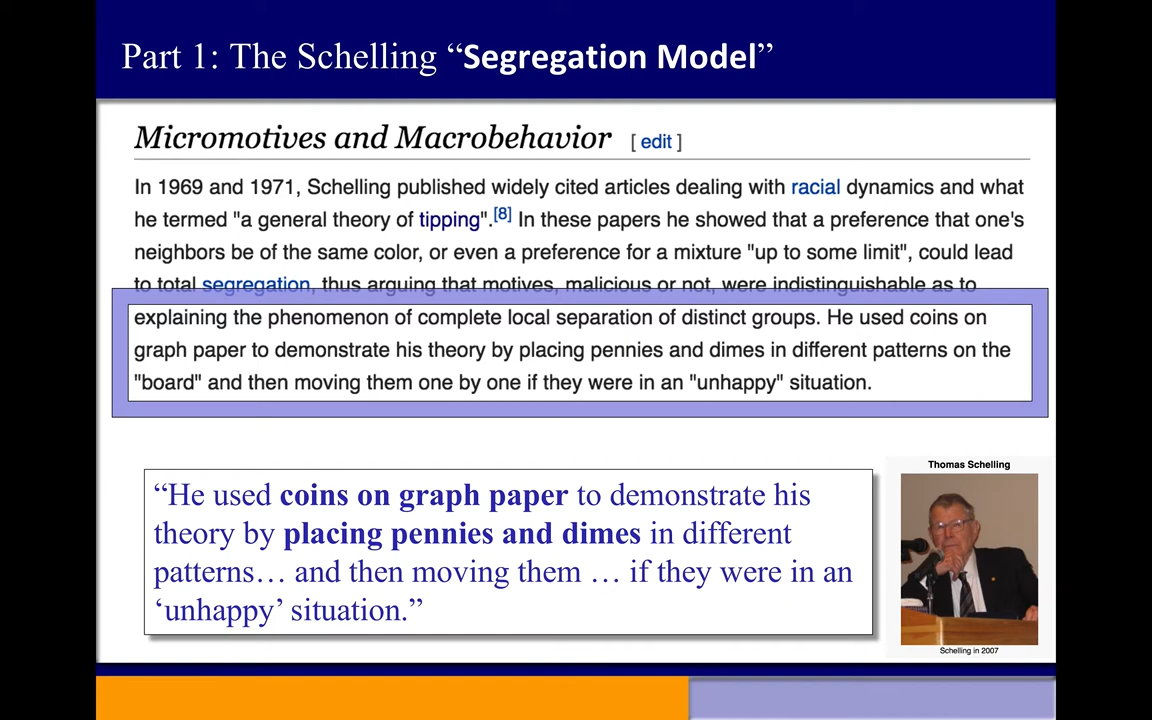 Part 1: The Schelling “Segregation Model”
Micromotives and Macrobehavior [ edit ]
In 1969 and 1971, Schelling published widely cited articles dealing with racial dynamics and what
he termed "a general theory of tipping".[8] In these papers he showed that a preference that one's
neighbors be of the same color, or even a preference for a mixture "up to some limit", could lead
to total segregation, thus arguing that motives, malicious or not, were indistinguishable as to
explaining the phenomenon of complete local separation of distinct groups. He used coins on
graph paper to demonstrate his theory by placing pennies and dimes in different patterns on the
"board" and then moving them one by one if they were in an "unhappy" situation.
“He used coins on graph paper to demonstrate his
theory by placing pennies and dimes in different
patterns… and then moving them … if they were in an
‘unhappy’ situation.”
Thomas Schelling
Schelling in 2007